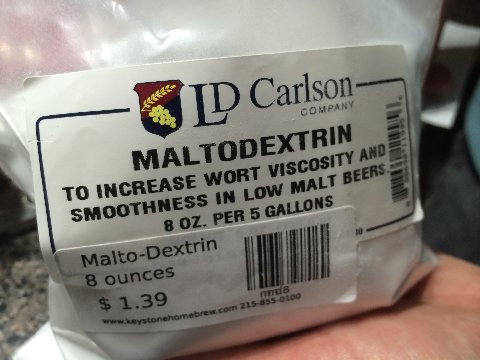 LD Carlson
COMPANY
MALTODEXTRIN
TO INCREASE WORT VISCOSITY AND
SMOOTHNESS IN LOW MALT BEERS.
8 OZ. PER 5 GALLONS
Malto-Dextrin
8 ounces
$ 1.39
mrd8
www.keystonehomebrew.com 215-855-0100